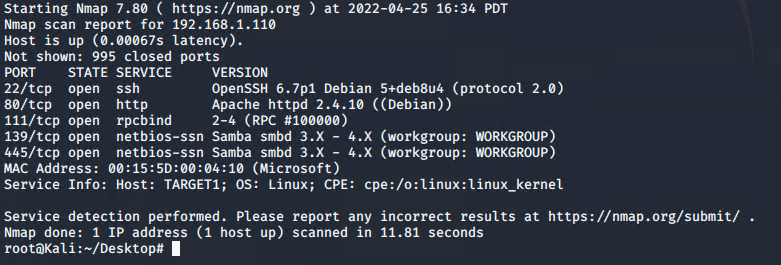 Starting Nmap 7.80 ( https://nmap.org ) at 2022-04-25 16:34 PDT
Nmap scan report for 192.168.1.110
Host is up (0.00067s latency).
Not shown: 995 closed ports
PORT    STATE SERVICE     VERSION
22/tcp  open  ssh         OpenSSH 6.7p1 Debian 5+deb8u4 (protocol 2.0)
80/tcp  open  http        Apache httpd 2.4.10 ((Debian))
111/tcp open  rpcbind     2-4 (RPC #100000)
139/tcp open  netbios-ssn Samba smbd 3.X - 4.X (workgroup: WORKGROUP)
445/tcp open  netbios-ssn Samba smbd 3.X - 4.X (workgroup: WORKGROUP)
MAC Address: 00:15:5D:00:04:10 (Microsoft)
Service Info: Host: TARGET1; OS: Linux; CPE: cpe:/o:linux:linux_kernel
Service detection performed. Please report any incorrect results at https://nmap.org/submit/ .
Nmap done: 1 IP address (1 host up) scanned in 11.81 seconds
root@Kali:~/Desktop#